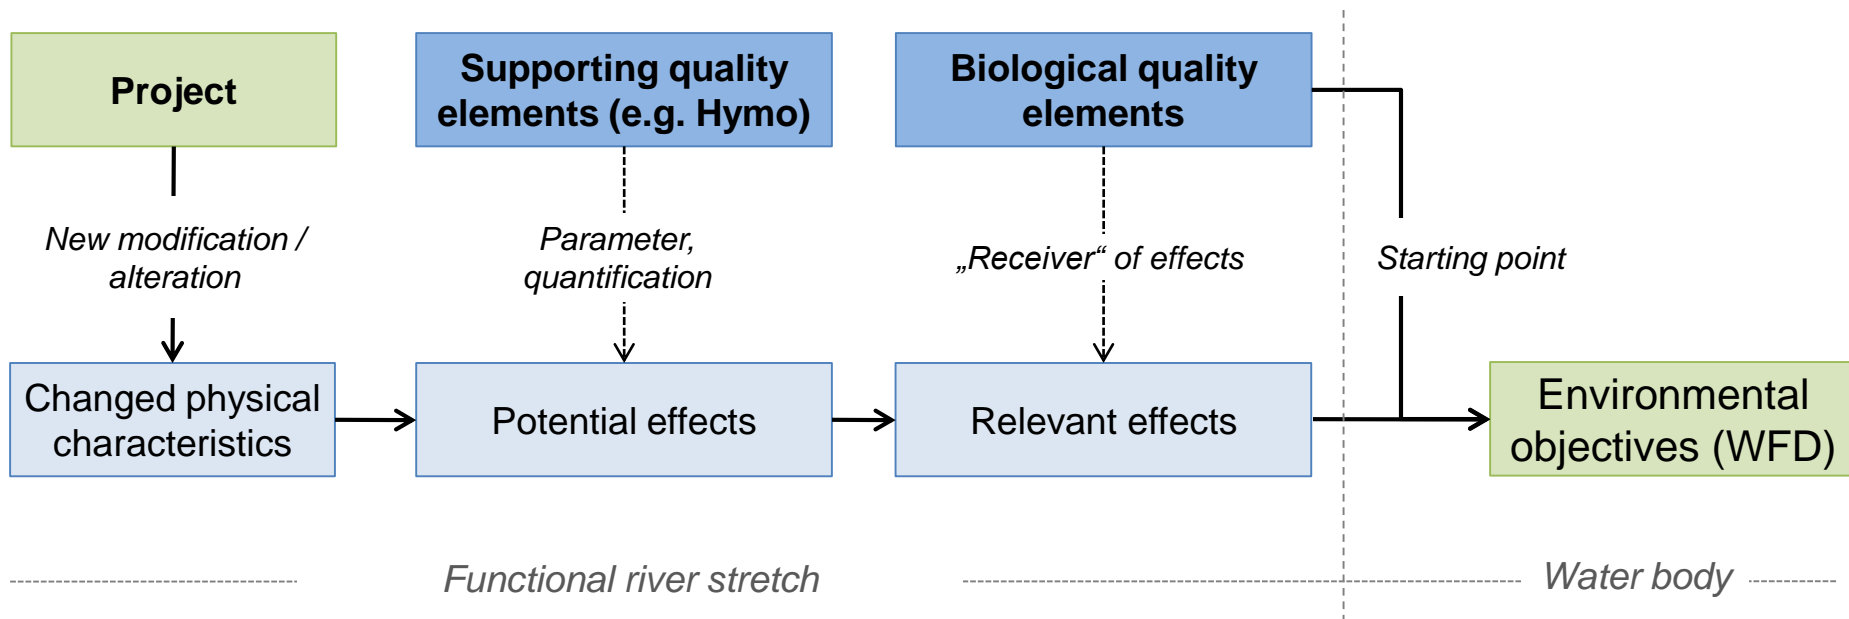 Project
Supporting quality
elements (e.g. Hymo)
Biological quality
elements
New modification /
alteration
Parameter,
quantification
„Receiver“ of effects
Starting point
Changed physical
characteristics
Potential effects
Relevant effects
Environmental
objectives (WFD)
Functional river stretch
Water body